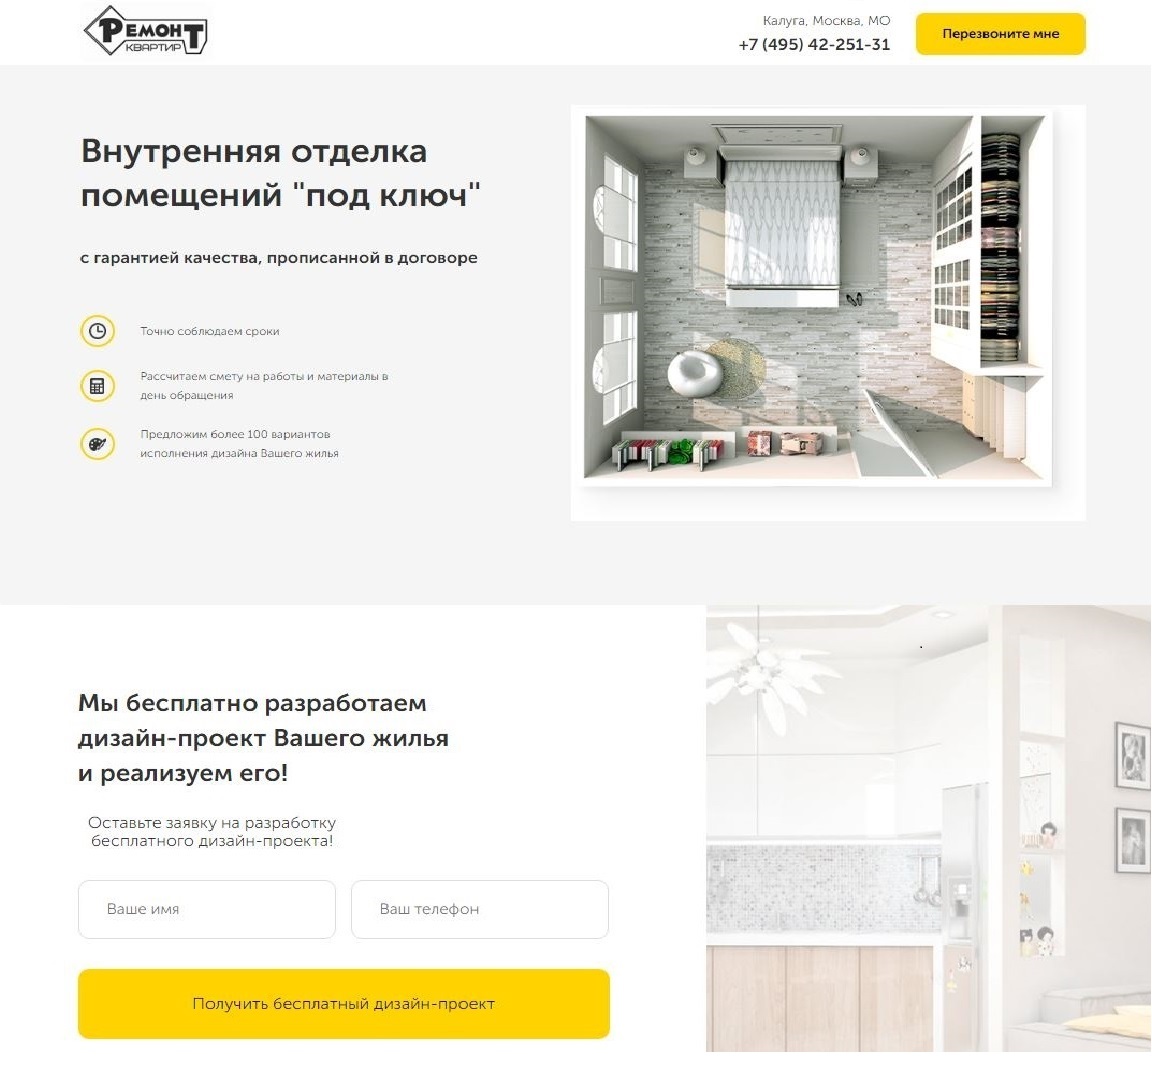 РЕМОНТ
КВАРТИР
Калуга, Москва, МО
+7 (495) 42-251-31
Перезвоните мне
Внутренняя отделка
помещений "под ключ"
с гарантией качества, прописанной в договоре
Точно соблюдаем сроки
Рассчитаем смету на работы и материалы в
день обращения
Предложим более 100 вариантов
исполнения дизайна Вашего жилья
Мы бесплатно разработаем
дизайн-проект Вашего жилья
и реализуем его!
Оставьте заявку на разработку
бесплатного дизайн-проекта!
Ваше имя
Ваш телефон
Получить бесплатный дизайн-проект